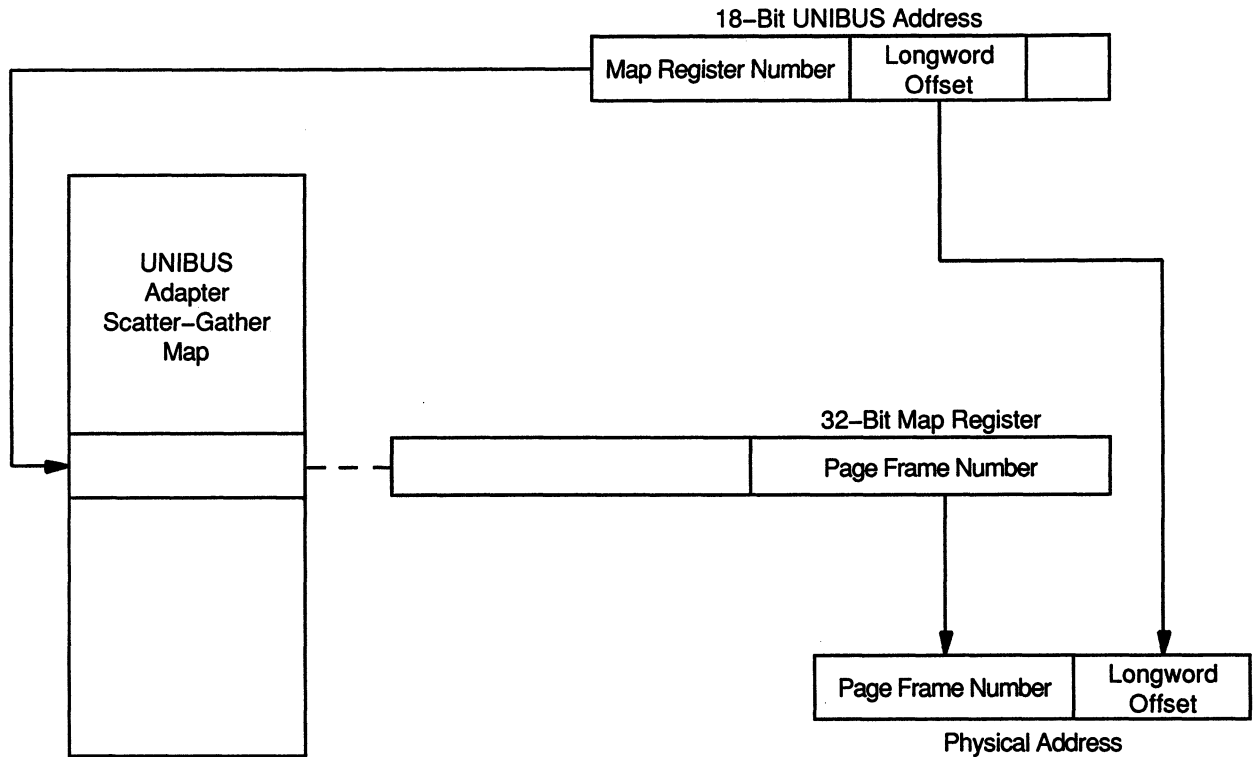 18–Bit UNIBUS Address
Map Register Number
Longword
Offset
UNIBUS
Adapter
Scatter–Gather
Map
32–Bit Map Register
Page Frame Number
Page Frame Number
Longword
Offset
Physical Address